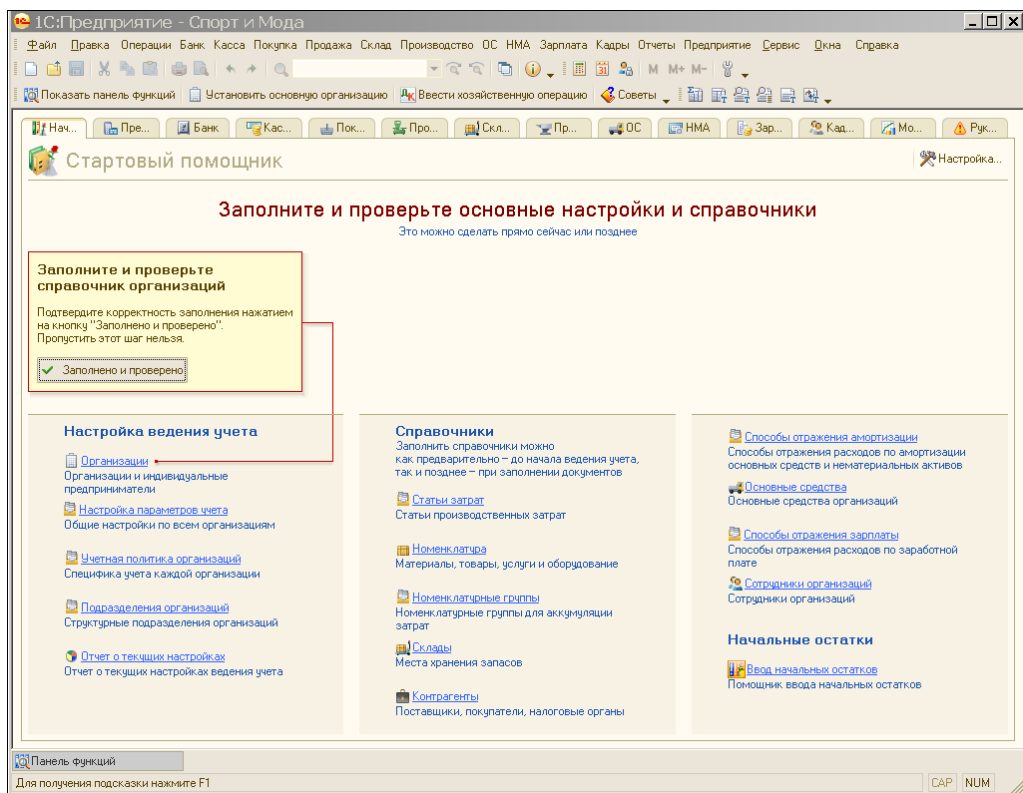 1С:Предприятие - Спорт и Мода
Файл Правка Операции Банк Касса Покупка Продажа Склад Производство ОС НМА Зарплата Кадры Отчеты Предприятие Сервис Окна Справка
M M+ M-
Показать панель функций Установить основную организацию Ввести хозяйственную операцию Советы
Нач... Пре... Банк Кас... Пок... Про... Скл... Пр... ОС НМА Зар... Кад... Мо... Рук...
Стартовый помощник
Настройка...
Заполните и проверьте основные настройки и справочники
Это можно сделать прямо сейчас или позднее
Заполните и проверьте
справочник организаций
Подтвердите корректность заполнения нажатием
на кнопку "Заполнено и проверено".
Пропустить этот шаг нельзя.
Заполнено и проверено
Настройка ведения учета
Организации
Организации и индивидуальные
предприниматели
Настройка параметров учета
Общие настройки по всем организациям
Учетная политика организаций
Специфика учета каждой организации
Подразделения организаций
Структурные подразделения организаций
Отчет о текущих настройках
Отчет о текущих настройках ведения учета
Справочники
Заполнить справочники можно
как предварительно – до начала ведения учета,
так и позднее – при заполнении документов
Статьи затрат
Статьи производственных затрат
Номенклатура
Материалы, товары, услуги и оборудование
Номенклатурные группы
Номенклатурные группы для аккумуляции
затрат
Склады
Места хранения запасов
Контрагенты
Поставщики, покупатели, налоговые органы
Способы отражения амортизации
Способы отражения расходов по амортизации
основных средств и нематериальных активов
Основные средства
Основные средства организаций
Способы отражения зарплаты
Способы отражения расходов по заработной
плате
Сотрудники организаций
Сотрудники организаций
Начальные остатки
Ввод начальных остатков
Помощник ввода начальных остатков
Панель функций
Для получения подсказки нажмите F1
CAP NUM